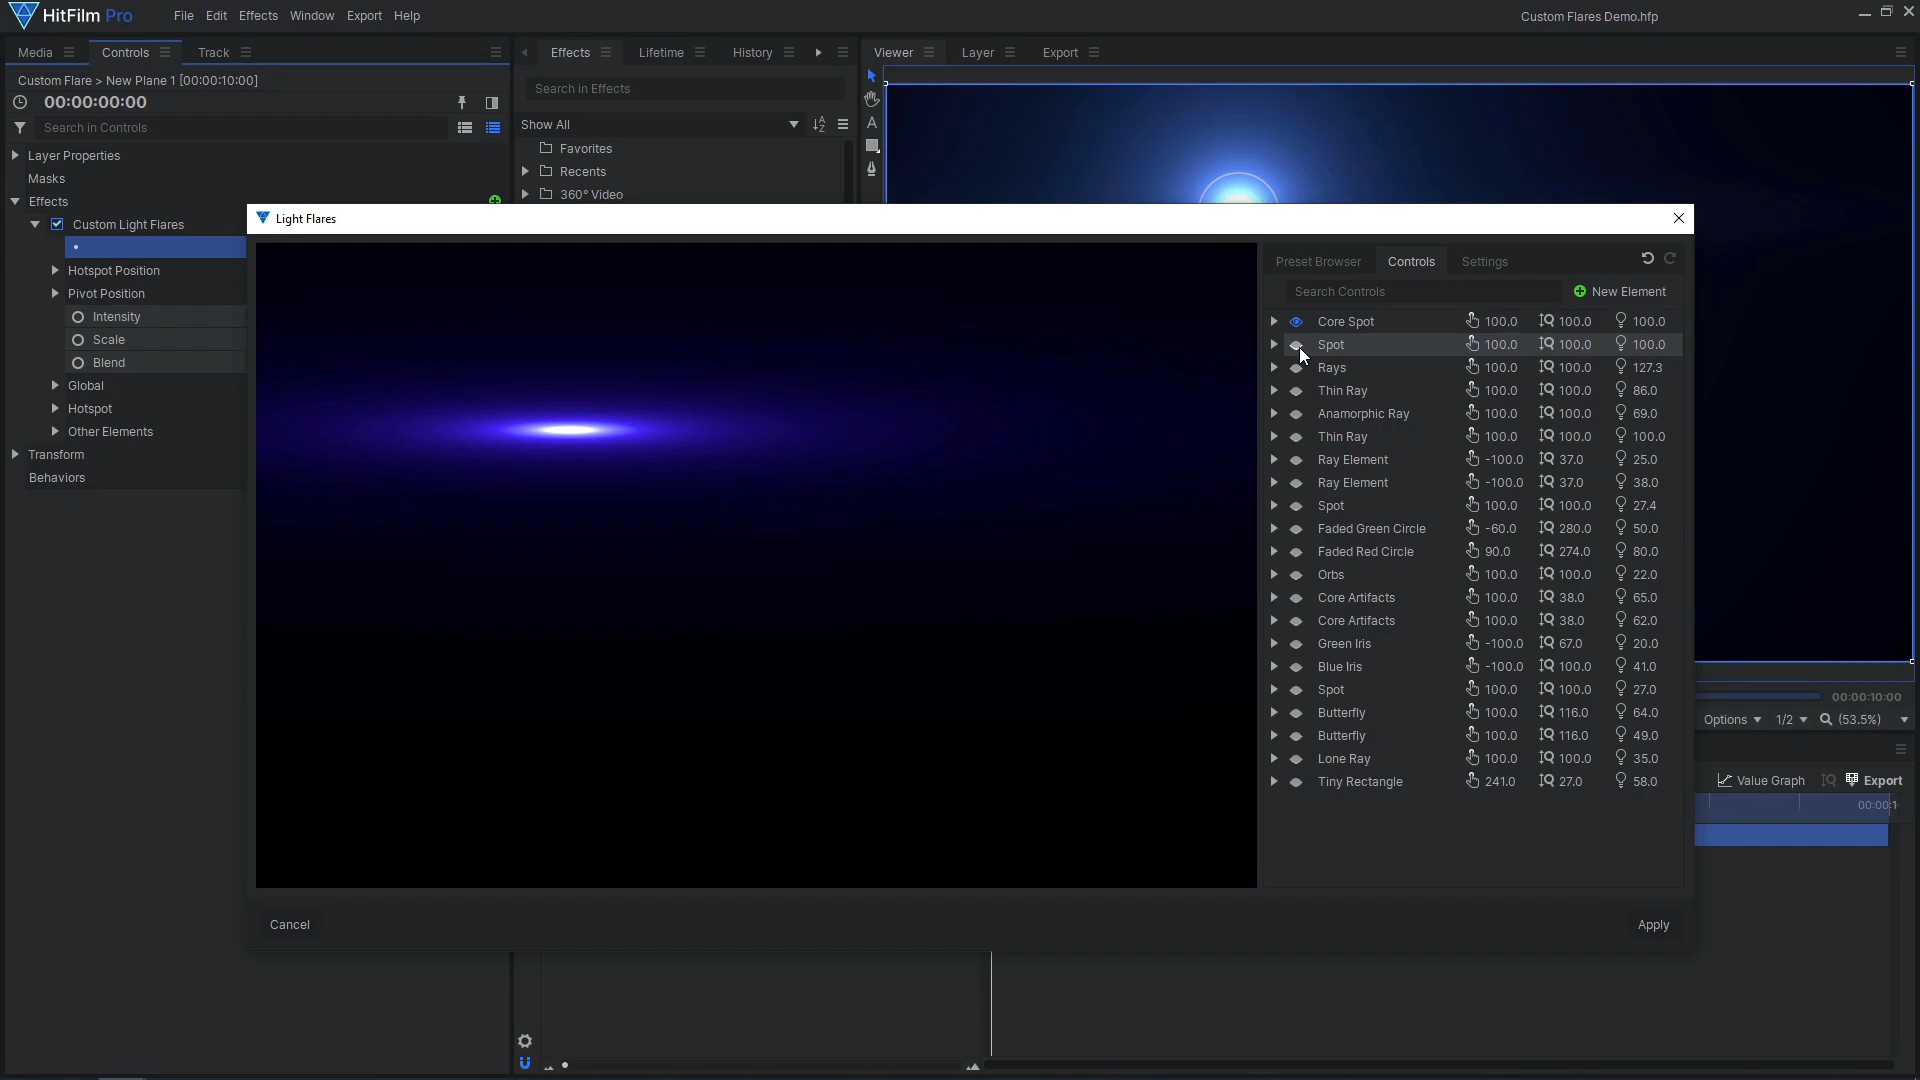 HitFilm Pro
File Edit Effects Window Export Help
Custom Flares Demo.hfp
Media Controls Track
Effects Lifetime History
Viewer Layer Export
Custom Flare > New Plane 1 [00:00:10:00]
00:00:00:00
Search in Controls
Layer Properties
Masks
Effects
Custom Light Flares
Hotspot Position
Pivot Position
Intensity
Scale
Blend
Global
Hotspot
Other Elements
Transform
Behaviors
Search in Effects
Show All
Favorites
Recents
360° Video
A
Light Flares
Preset Browser Controls Settings
Search Controls New Element
Core Spot 100.0 100.0 100.0
Spot 100.0 100.0 100.0
Rays 100.0 100.0 127.3
Thin Ray 100.0 100.0 86.0
Anamorphic Ray 100.0 100.0 69.0
Thin Ray 100.0 100.0 100.0
Ray Element -100.0 37.0 25.0
Ray Element -100.0 37.0 38.0
Spot 100.0 100.0 27.4
Faded Green Circle -60.0 280.0 50.0
Faded Red Circle 90.0 274.0 80.0
Orbs 100.0 100.0 22.0
Core Artifacts 100.0 38.0 65.0
Core Artifacts 100.0 38.0 62.0
Green Iris -100.0 67.0 20.0
Blue Iris -100.0 100.0 41.0
Spot 100.0 100.0 27.0
Butterfly 100.0 116.0 64.0
Butterfly 100.0 116.0 49.0
Lone Ray 100.0 100.0 35.0
Tiny Rectangle 241.0 27.0 58.0
Cancel Apply
00:00:10:00
Options 1/2 (53.5%)
Value Graph Export
00:00:1